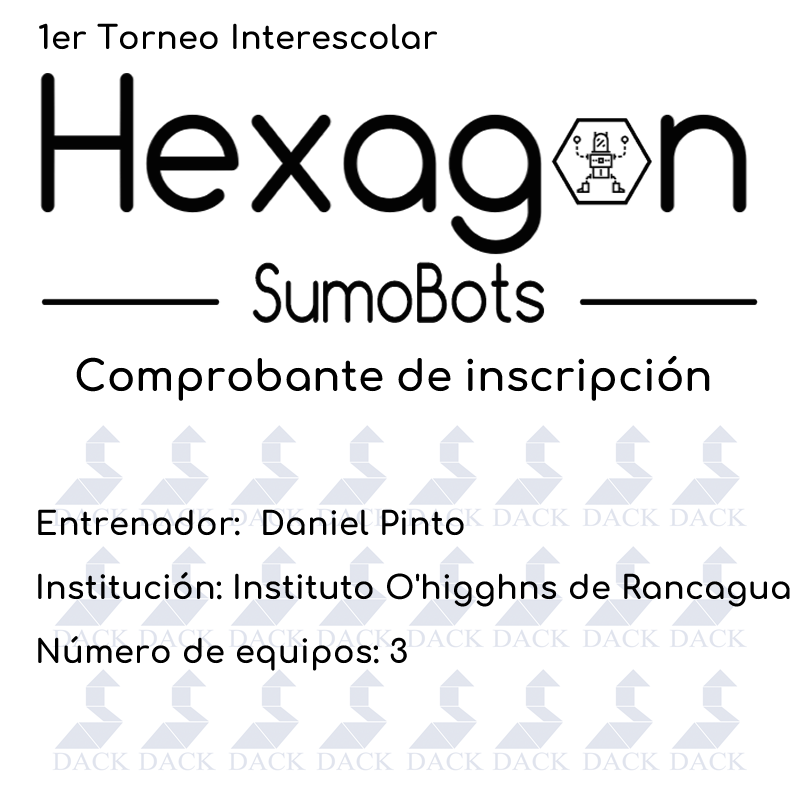 1er Torneo Interescolar
Hexagon
SumoBots
Comprobante de inscripción
DACK DACK DACK DACK DACK DACK DACK DACK
Entrenador: Daniel Pinto
Institución: Instituto O'higghns de Rancagua
DACK DACK DACK DACK DACK DACK DACK DACK
Número de equipos: 3
DACK DACK DACK DACK DACK DACK DACK DACK